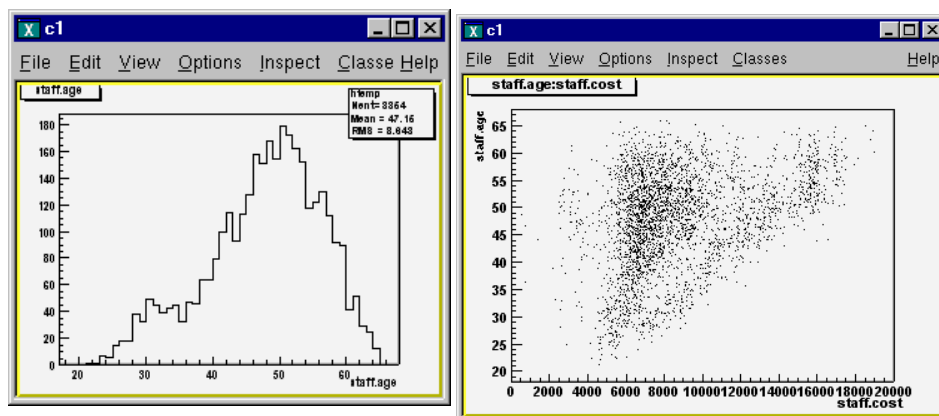 c1
File Edit View Options Inspect Classe Help
staff.age
htemp
Nent= 3354
Mean = 47.15
RMS = 8.643
180
160
140
120
100
80
60
40
20
0
20 30 40 50 60
staff.age
c1
File Edit View Options Inspect Classes Help
staff.age:staff.cost
staff.age
65
60
55
50
45
40
35
30
25
20
0 2000 4000 6000 8000 10000 12000 14000 16000 18000 20000
staff.cost